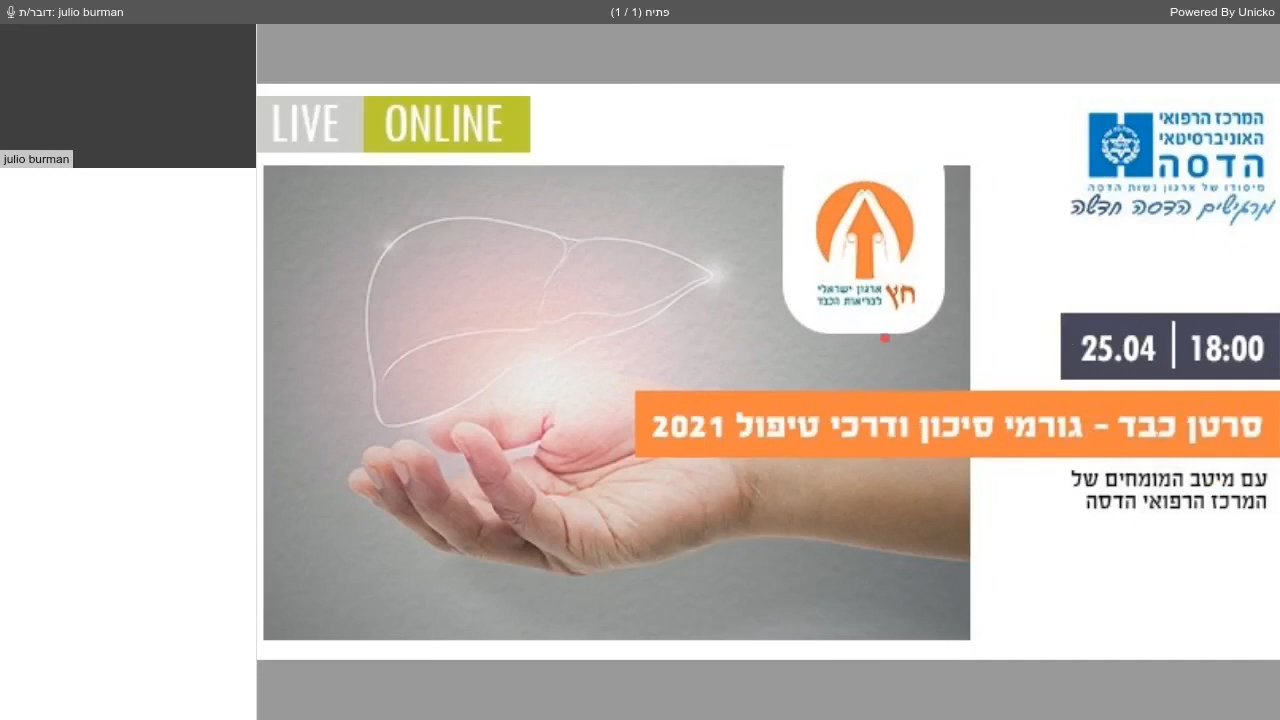 דובר/ת: julio burman
פתיח (1 / 1)
Powered By Unicko
julio burman
LIVE ONLINE
המרכז הרפואי
האוניברסיטאי
הדסה
מיסודו של ארגון נשות הדסה
מרגישים הדסה חדשה
חץ
ארגון ישראלי
לבריאות הכבד
25.04 | 18:00
סרטן כבד - גורמי סיכון ודרכי טיפול 2021
עם מיטב המומחים של
המרכז הרפואי הדסה